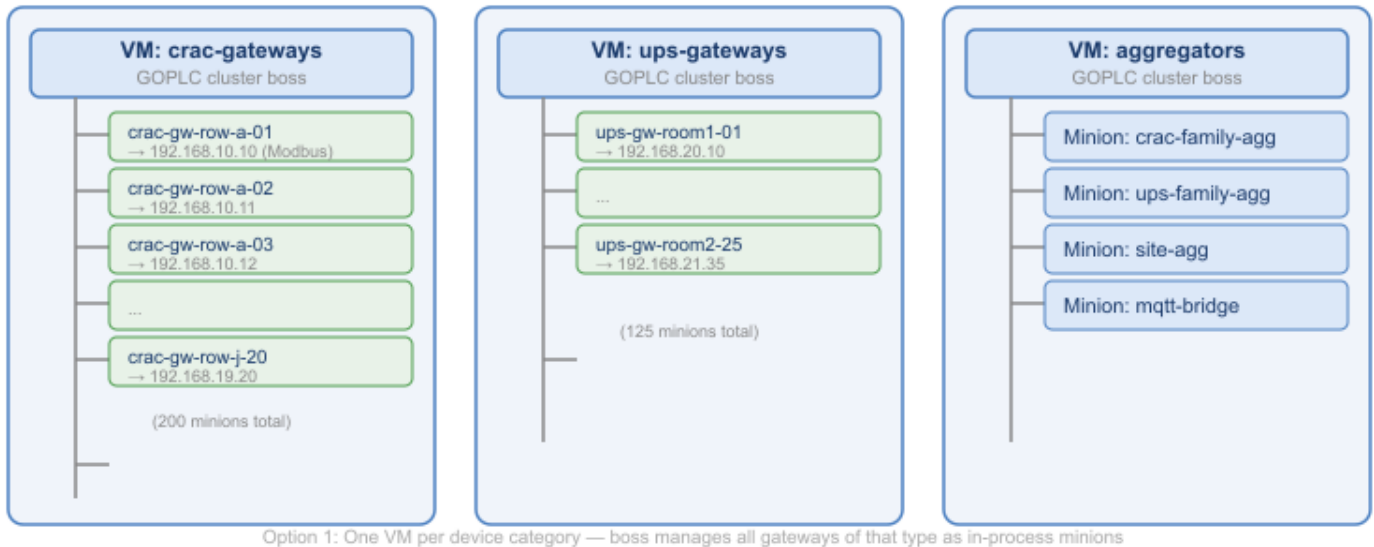 VM: crac-gateways
GOPLC cluster boss
crac-gw-row-a-01
→ 192.168.10.10 (Modbus)
crac-gw-row-a-02
→ 192.168.10.11
crac-gw-row-a-03
→ 192.168.10.12
...
crac-gw-row-j-20
→ 192.168.19.20
(200 minions total)
VM: ups-gateways
GOPLC cluster boss
ups-gw-room1-01
→ 192.168.20.10
...
ups-gw-room2-25
→ 192.168.21.35
(125 minions total)
VM: aggregators
GOPLC cluster boss
Minion: crac-family-agg
Minion: ups-family-agg
Minion: site-agg
Minion: mqtt-bridge
Option 1: One VM per device category — boss manages all gateways of that type as in-process minions